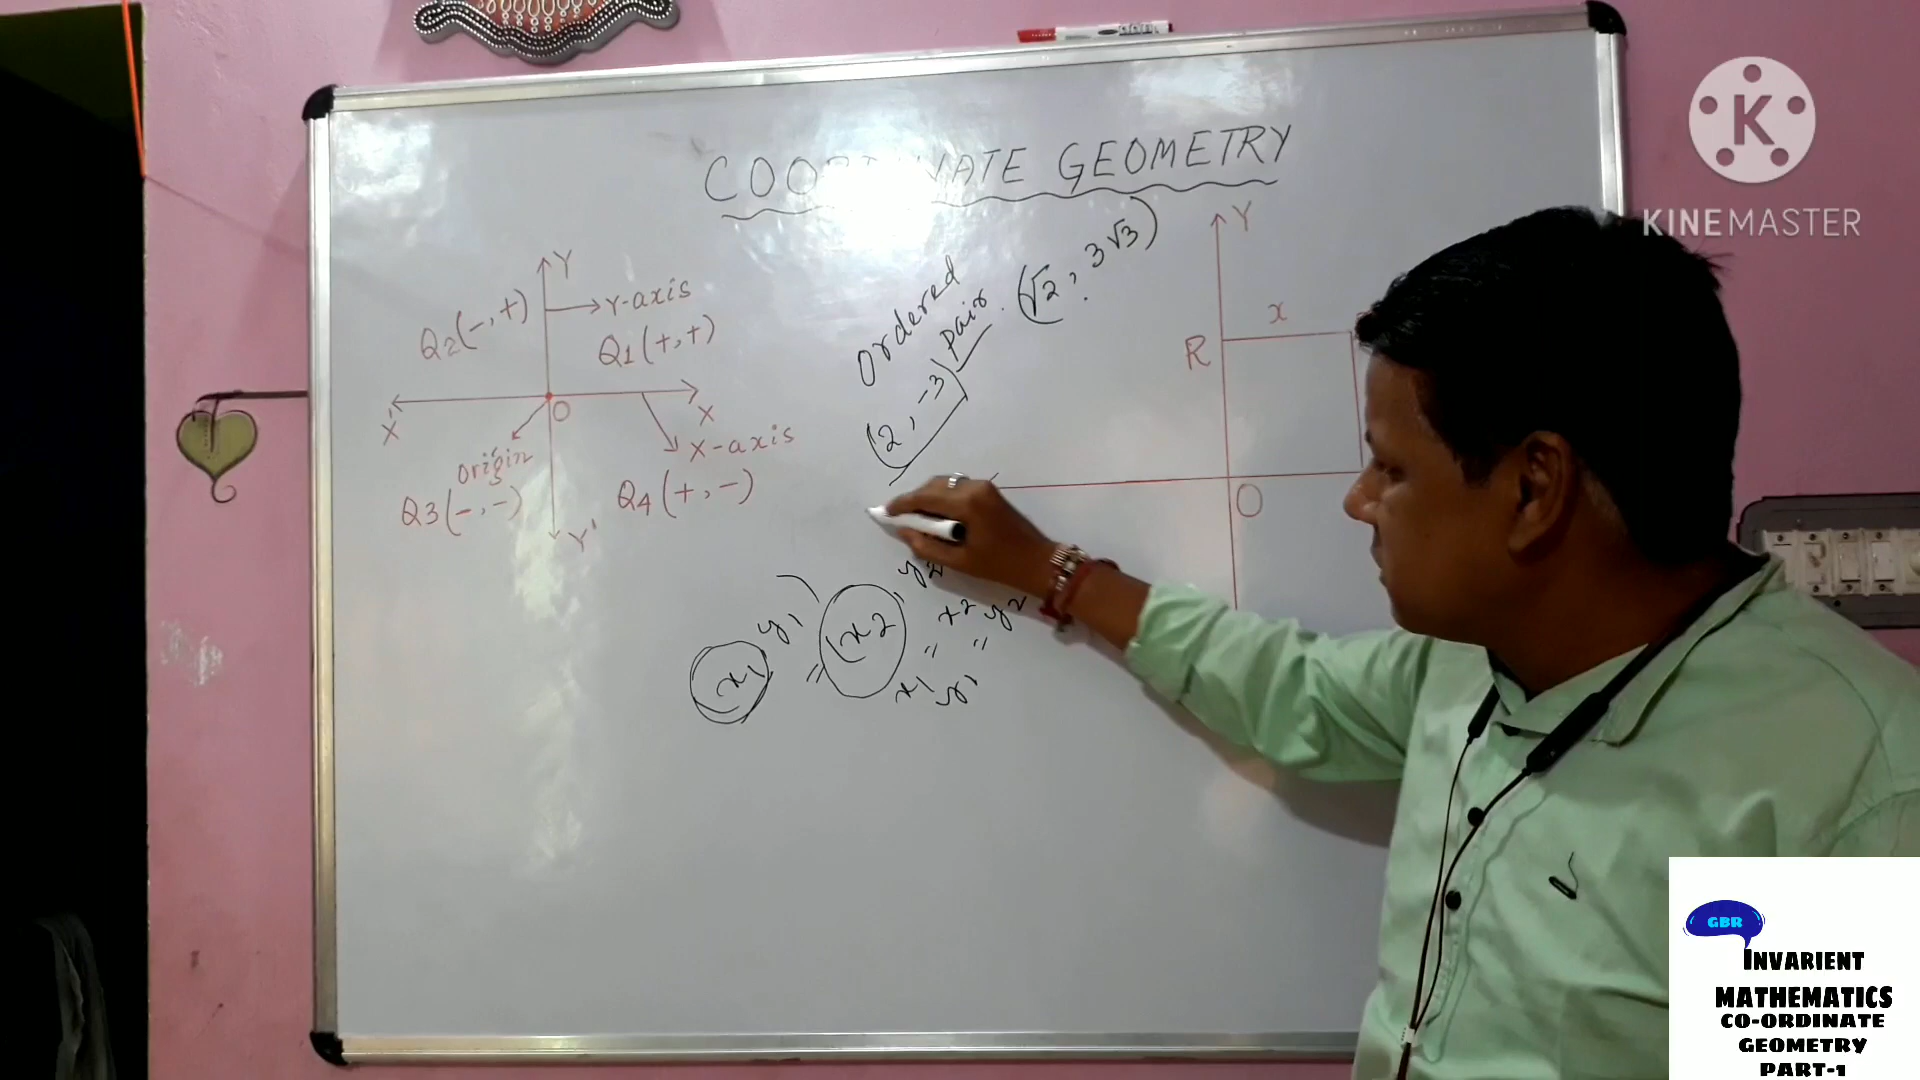 COORDINATE GEOMETRY
Y
Y-axis
Q2(-,+)
Q1(+,+)
X'
O
X
X-axis
origin
Q3(-,-)
Q4(+,-)
Y'
Ordered
pair.
(√2, 3√3)
(2, -3)
Y
x
R
O
(x1, y1) = (x2, y2
x2 y2
" "
x1 y1
K
KINEMASTER
GBR
INVARIENT
MATHEMATICS
CO-ORDINATE
GEOMETRY
PART-1